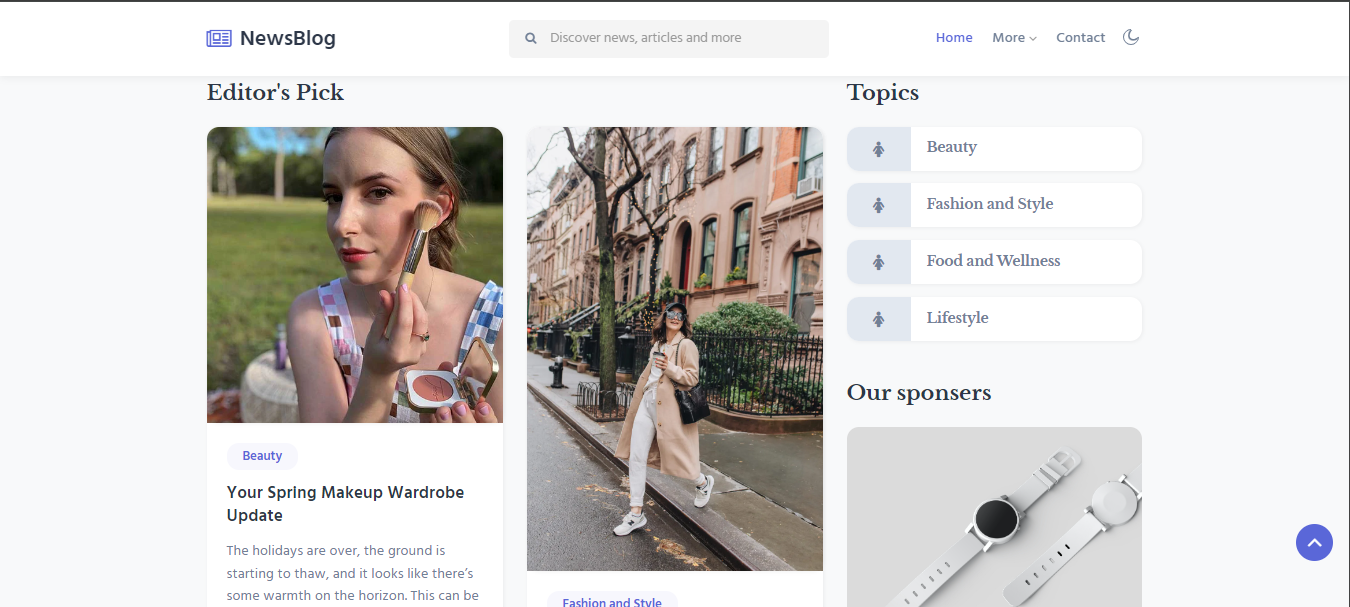 NewsBlog
Discover news, articles and more
Home
More
Contact
Editor's Pick
Topics
Beauty
Fashion and Style
Food and Wellness
Lifestyle
Our sponsers
Beauty
Your Spring Makeup Wardrobe
Update
The holidays are over, the ground is
starting to thaw, and it looks like there’s
some warmth on the horizon. This can be
Fashion and Style